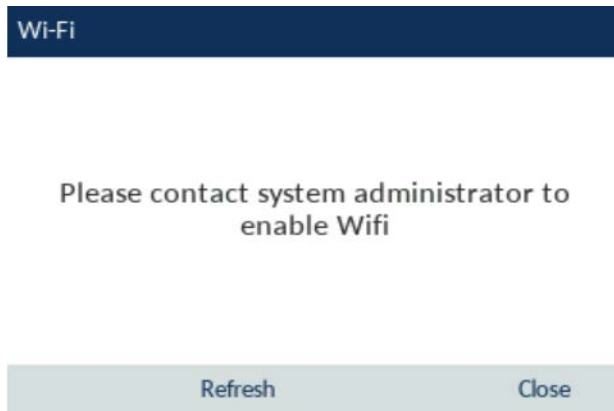 Wi-Fi
Please contact system administrator to
enable Wifi
Refresh
Close